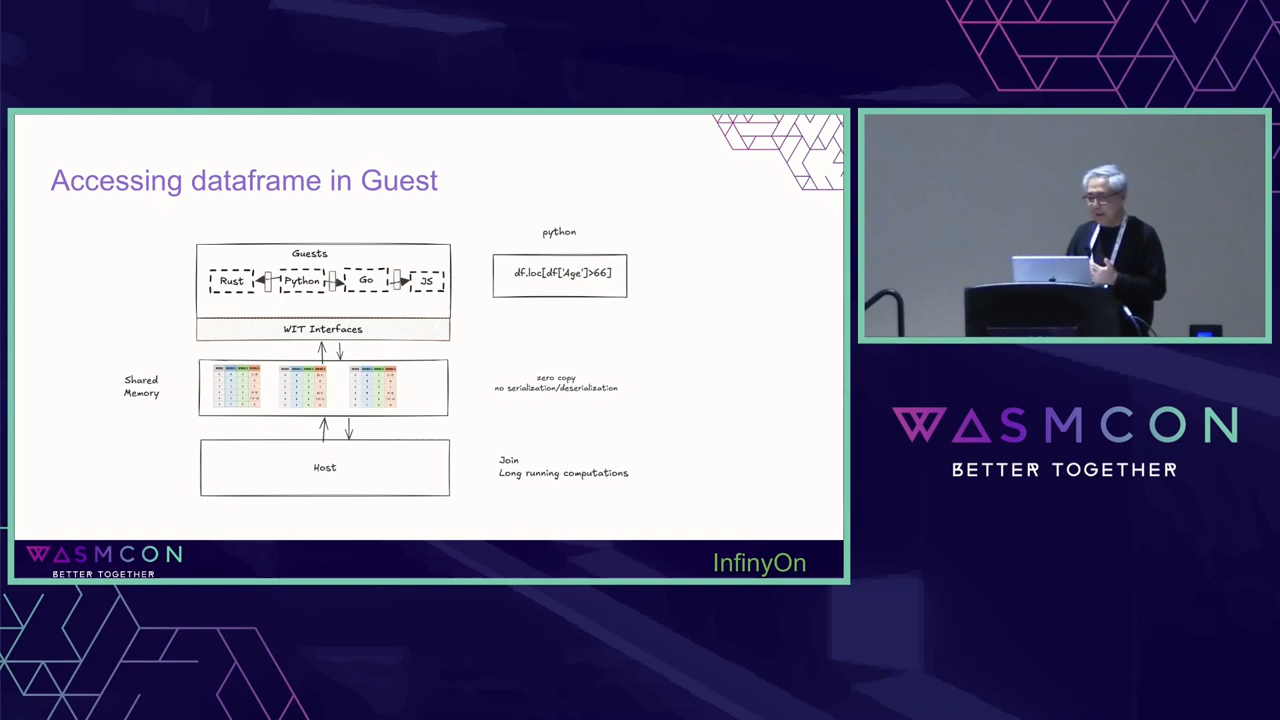 Accessing dataframe in Guest
python
Guests
Rust
Python
Go
JS
df.loc[df['Age']>66]
WIT Interfaces
Shared
Memory
zero copy
no serialization/deserialization
Host
Join
Long running computations
WASMCON
BETTER TOGETHER
InfinyOn
WASMCON
BETTER TOGETHER